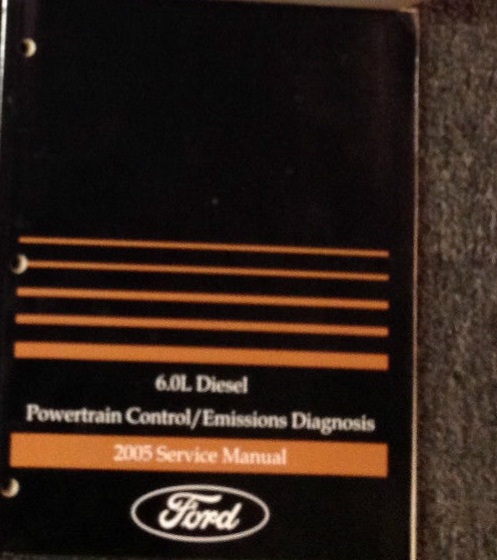 6.0L Diesel
Powertrain Control/Emissions Diagnosis
2005 Service Manual
Ford